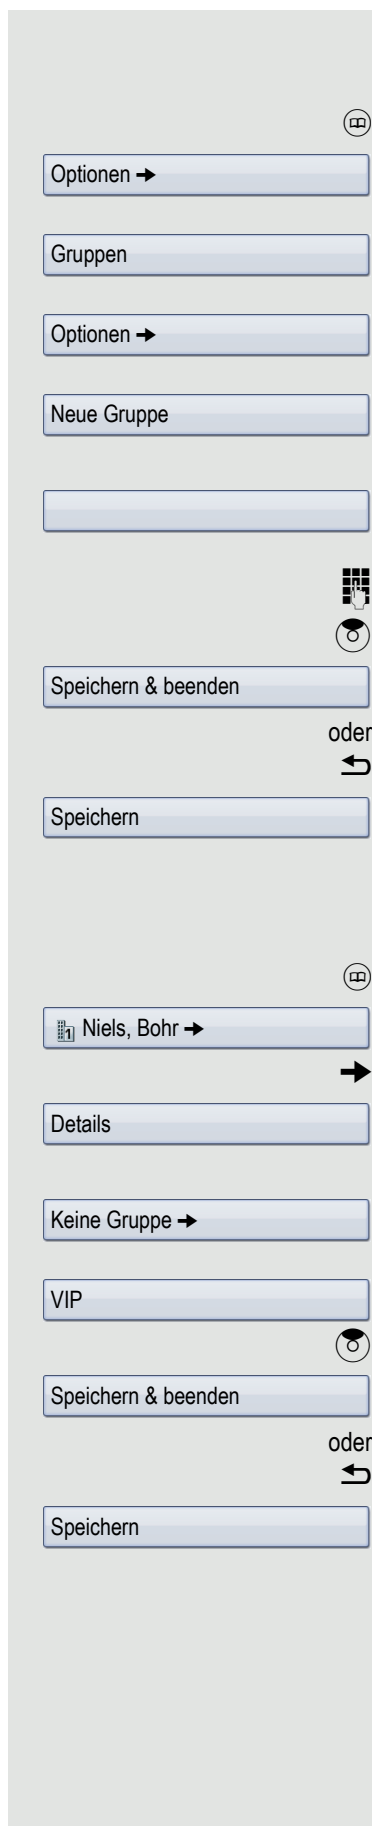 Optionen →
Gruppen
Optionen →
Neue Gruppe
Speichern & beenden
oder
Speichern
1 Niels, Bohr →
Details
Keine Gruppe →
VIP
Speichern & beenden
oder
Speichern